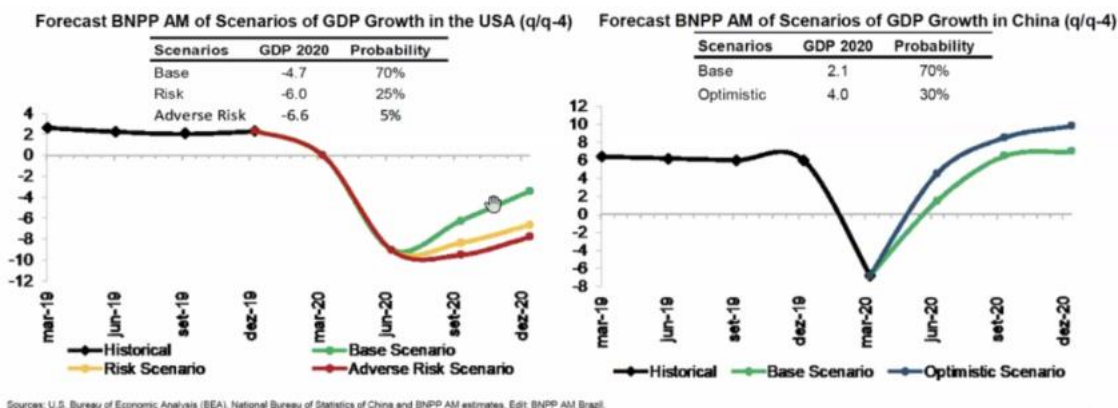 Forecast BNPP AM of Scenarios of GDP Growth in the USA (q/q-4)
Scenarios GDP 2020 Probability
Base -4.7 70%
Risk -6.0 25%
Adverse Risk -6.6 5%
4
2
0
-2
-4
-6
-8
-10
-12
mar-19 jun-19 set-19 dez-19 mar-20 jun-20 set-20 dez-20
Historical Base Scenario
Risk Scenario Adverse Risk Scenario
Forecast BNPP AM of Scenarios of GDP Growth in China (q/q-4)
Scenarios GDP 2020 Probability
Base 2.1 70%
Optimistic 4.0 30%
12
10
8
6
4
2
0
-2
-4
-6
-8
mar-19 jun-19 set-19 dez-19 mar-20 jun-20 set-20 dez-20
Historical Base Scenario Optimistic Scenario
Sources: U.S. Bureau of Economic Analysis (BEA), National Bureau of Statistics of China and BNPP AM estimates. Edit: BNPP AM Brazil.